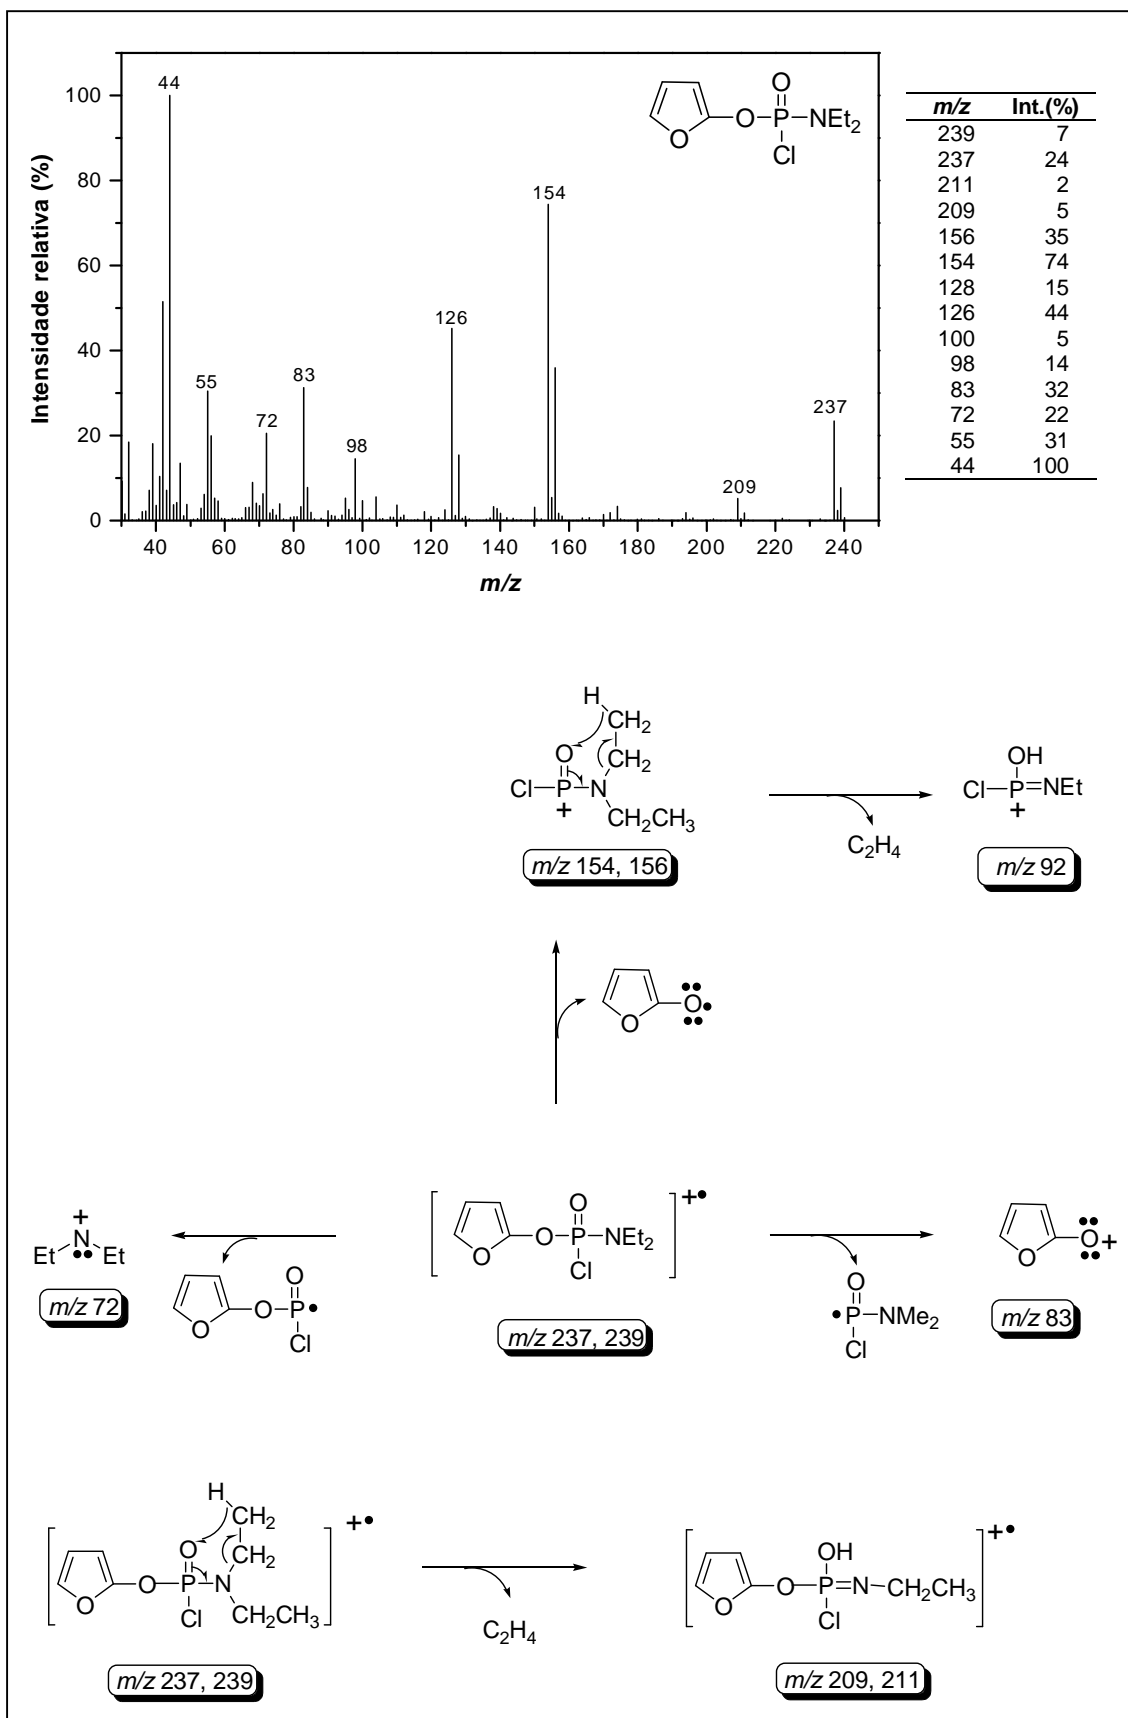 44
O
O
O
P
NEt2
Cl
m/z Int.(%)
239 7
237 24
211 2
209 5
156 35
154 74
128 15
126 44
100 5
98 14
83 32
72 22
55 31
44 100
Intensidade relativa (%)
100
80
60
40
20
0
154
126
55
83
72
98
237
209
40 60 80 100 120 140 160 180 200 220 240
m/z
H
CH2
O
CH2
Cl
P
N
+
CH2CH3
m/z 154, 156
C2H4
OH
Cl
P
NEt
+
m/z 92
O
O
+
N
Et
Et
m/z 72
O
O
O
P
Cl
O
O
O
P
NEt2
Cl
+
m/z 237, 239
O
P
NMe2
Cl
O
O
+
m/z 83
H
CH2
O
CH2
O
O
P
N
Cl
CH2CH3
+
m/z 237, 239
C2H4
OH
O
O
P
N
CH2CH3
Cl
+
m/z 209, 211